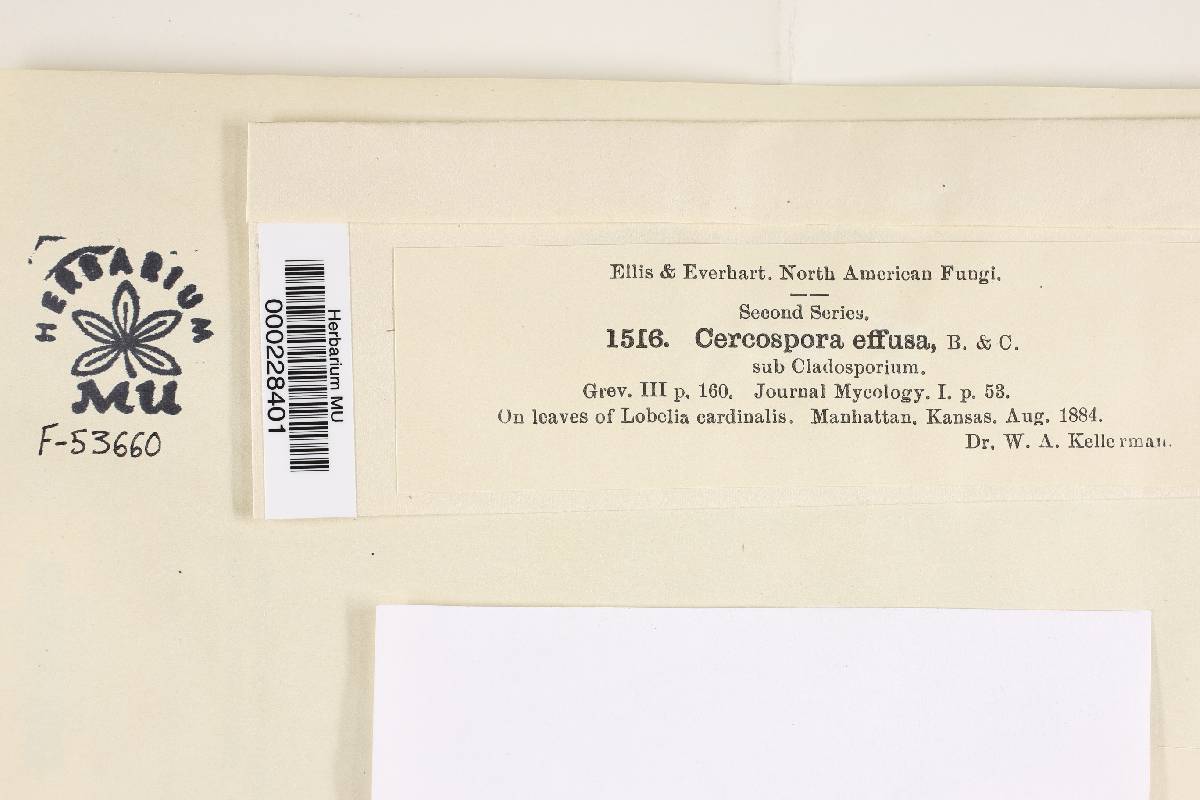 HERBARIUM
MU
F-53660
Herbarium MU
000228401
Ellis & Everhart. North American Fungi.
Second Series.
1516. Cercospora effusa, B. & C.
sub Cladosporium.
Grev. III p. 160. Journal Mycology. I. p. 53.
On leaves of Lobelia cardinalis. Manhattan, Kansas. Aug. 1884.
Dr. W. A. Kellerman.